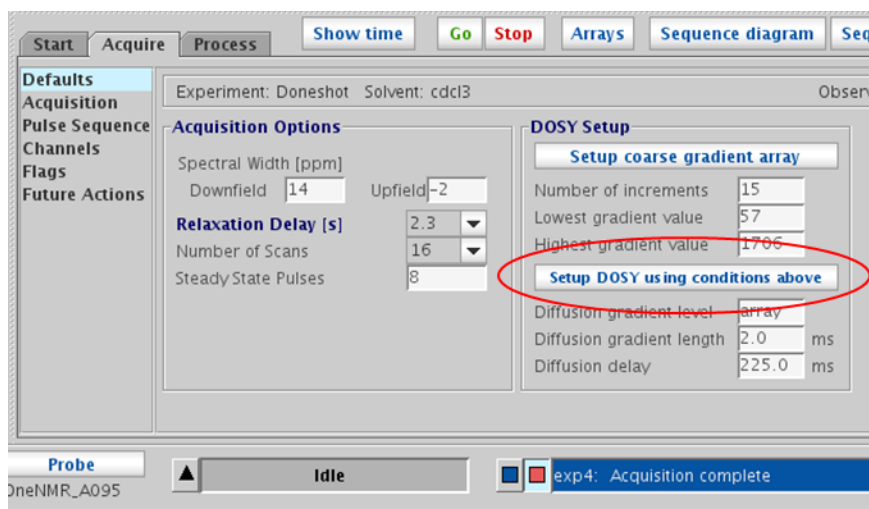 Start Acquire Process Show time Go Stop Arrays Sequence diagram Seq
Defaults
Acquisition
Pulse Sequence
Channels
Flags
Future Actions
Experiment: Doneshot Solvent: cdcl3 Observ
Acquisition Options
Spectral Width [ppm]
Downfield 14 Upfield -2
Relaxation Delay [s] 2.3
Number of Scans 16
Steady State Pulses 8
DOSY Setup
Setup coarse gradient array
Number of increments 15
Lowest gradient value 57
Highest gradient value 1706
Setup DOSY using conditions above
Diffusion gradient level array
Diffusion gradient length 2.0 ms
Diffusion delay 225.0 ms
Probe
OneNMR_A095
Idle
exp4: Acquisition complete